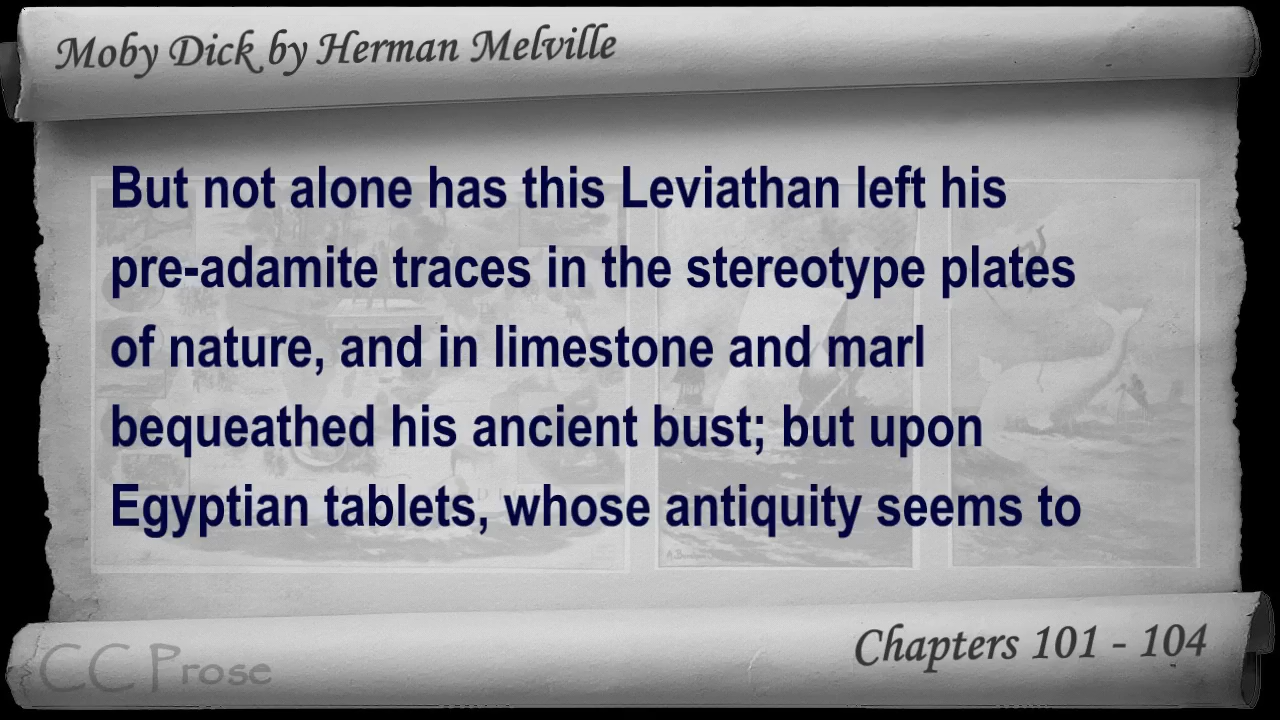 Moby Dick by Herman Melville
But not alone has this Leviathan left his
pre-adamite traces in the stereotype plates
of nature, and in limestone and marl
bequeathed his ancient bust; but upon
Egyptian tablets, whose antiquity seems to
Chapters 101 - 104
CC Prose